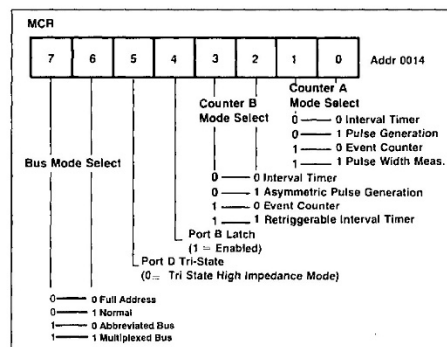 MCR
7 6 5 4 3 2 1 0 Addr 0014
Counter A
Mode Select
Counter B
Mode Select
0 0 Interval Timer
0 1 Pulse Generation
1 0 Event Counter
1 1 Pulse Width Meas.
Bus Mode Select
0 0 Interval Timer
0 1 Asymmetric Pulse Generation
1 0 Event Counter
1 1 Retriggerable Interval Timer
Port B Latch
(1 = Enabled)
Port D Tri-State
(0= Tri State High Impedance Mode)
0 0 Full Address
0 1 Normal
1 0 Abbreviated Bus
1 1 Multiplexed Bus